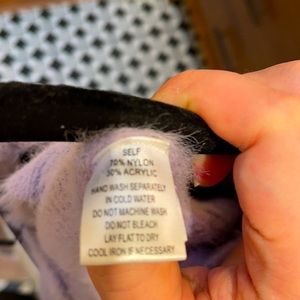 SELF
70% NYLON
30% ACRYLIC
HAND WASH SEPARATELY
IN COLD WATER
DO NOT MACHINE WASH
DO NOT BLEACH
LAY FLAT TO DRY
COOL IRON IF NECESSARY